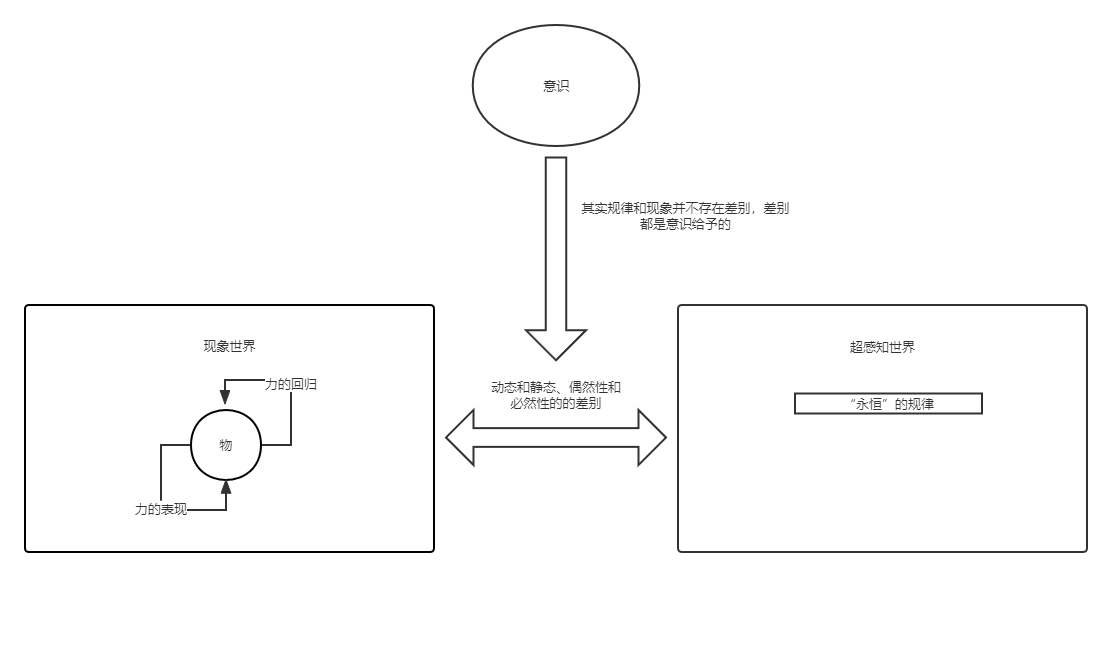 意识
其实规律和现象并不存在差别，差别
都是意识给予的
现象世界
力的回归
物
力的表现
动态和静态、偶然性和
必然性的的差别
超感知世界
“永恒”的规律